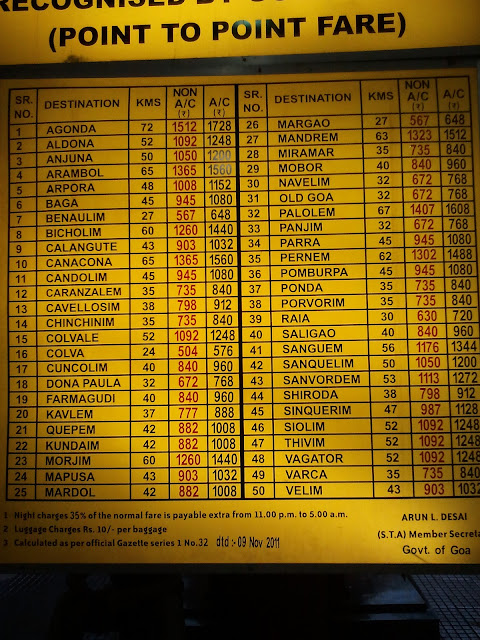 RECOGNISED BY
(POINT TO POINT FARE)
SR. NO. DESTINATION KMS NON A/C (₹) A/C (₹)
1 AGONDA 72 1512 1728
2 ALDONA 52 1092 1248
3 ANJUNA 50 1050 1200
4 ARAMBOL 65 1365 1560
5 ARPORA 48 1008 1152
6 BAGA 45 945 1080
7 BENAULIM 27 567 648
8 BICHOLIM 60 1260 1440
9 CALANGUTE 43 903 1032
10 CANACONA 65 1365 1560
11 CANDOLIM 45 945 1080
12 CARANZALEM 35 735 840
13 CAVELLOSIM 38 798 912
14 CHINCHINIM 35 735 840
15 COLVALE 52 1092 1248
16 COLVA 24 504 576
17 CUNCOLIM 40 840 960
18 DONA PAULA 32 672 768
19 FARMAGUDI 40 840 960
20 KAVLEM 37 777 888
21 QUEPEM 42 882 1008
22 KUNDAIM 42 882 1008
23 MORJIM 60 1260 1440
24 MAPUSA 43 903 1032
25 MARDOL 42 882 1008
SR. NO. DESTINATION KMS NON A/C (₹) A/C (₹)
26 MARGAO 27 567 648
27 MANDREM 63 1323 1512
28 MIRAMAR 35 735 840
29 MOBOR 40 840 960
30 NAVELIM 32 672 768
31 OLD GOA 32 672 768
32 PALOLEM 67 1407 1608
33 PANJIM 32 672 768
34 PARRA 45 945 1080
35 PERNEM 62 1302 1488
36 POMBURPA 45 945 1080
37 PONDA 35 735 840
38 PORVORIM 35 735 840
39 RAIA 30 630 720
40 SALIGAO 40 840 960
41 SANGUEM 56 1176 1344
42 SANQUELIM 50 1050 1200
43 SANVORDEM 53 1113 1272
44 SHIRODA 38 798 912
45 SINQUERIM 47 987 1128
46 SIOLIM 52 1092 1248
47 THIVIM 52 1092 1248
48 VAGATOR 52 1092 1248
49 VARCA 35 735 840
50 VELIM 43 903 1032
1 Night charges 35% of the normal fare is payable extra from 11.00 p.m. to 5.00 a.m.
2 Luggage Charges Rs. 10/- per baggage
3 Calculated as per official Gazette series 1 No.32 dtd :- 09 Nov 2011
ARUN L. DESAI
(S.T.A) Member Secreta
Govt. of Goa